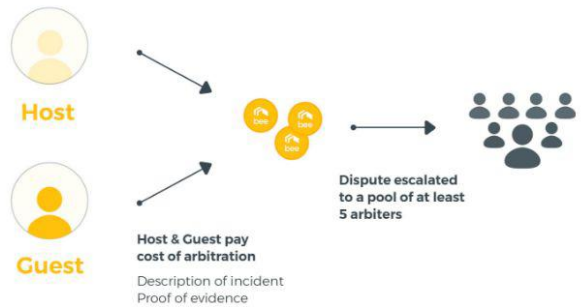 Host
Guest
Host & Guest pay
cost of arbitration
Description of incident
Proof of evidence
bee
bee
bee
Dispute escalated
to a pool of at least
5 arbiters